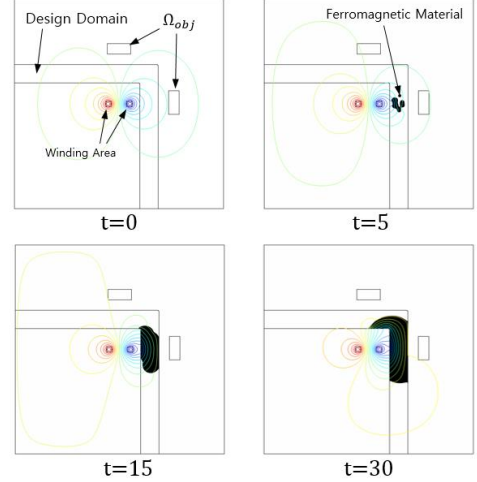 Design Domain
Ω_obj
Winding Area
t=0
Ferromagnetic Material
t=5
t=15
t=30